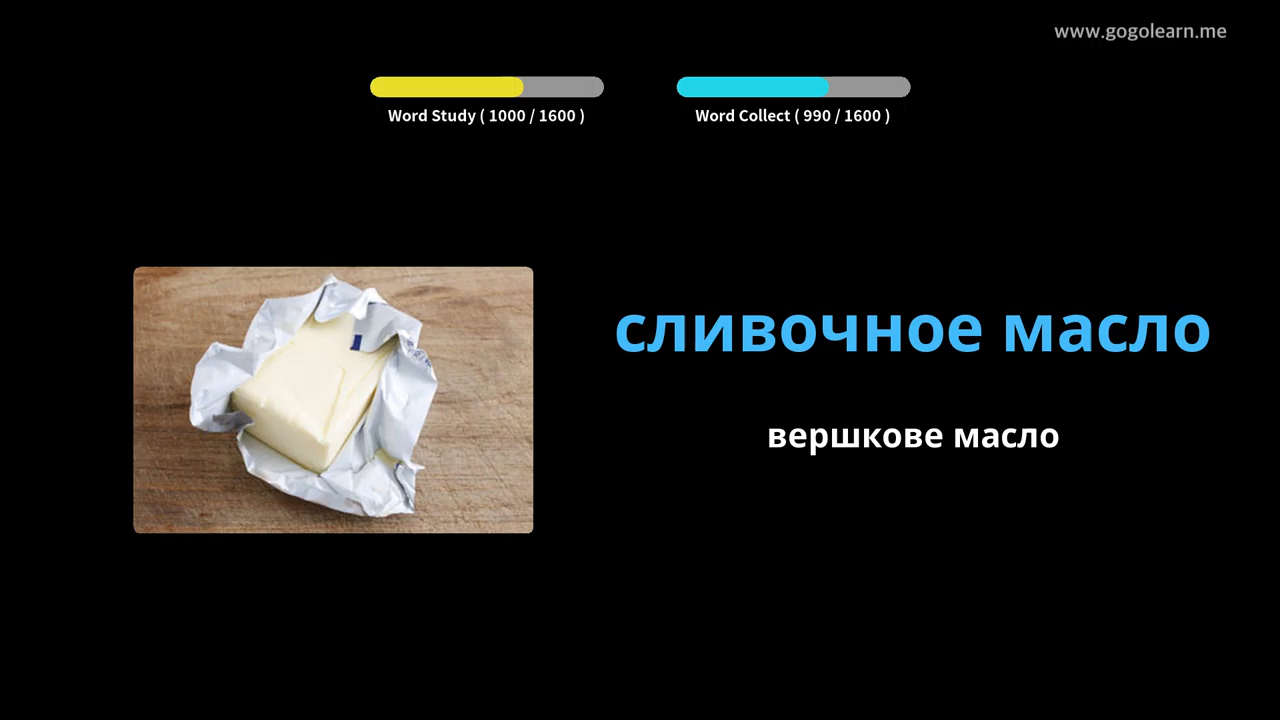 www.gogolearn.me
Word Study ( 1000 / 1600 )
Word Collect ( 990 / 1600 )
сливочное масло
вершкове масло